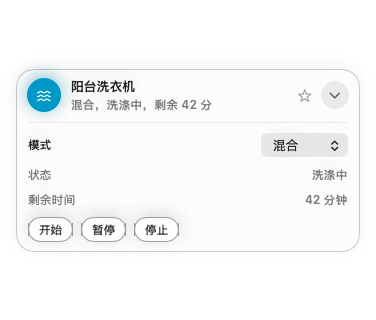 阳台洗衣机
混合，洗涤中，剩余 42 分
模式 混合
状态 洗涤中
剩余时间 42 分钟
开始 暂停 停止